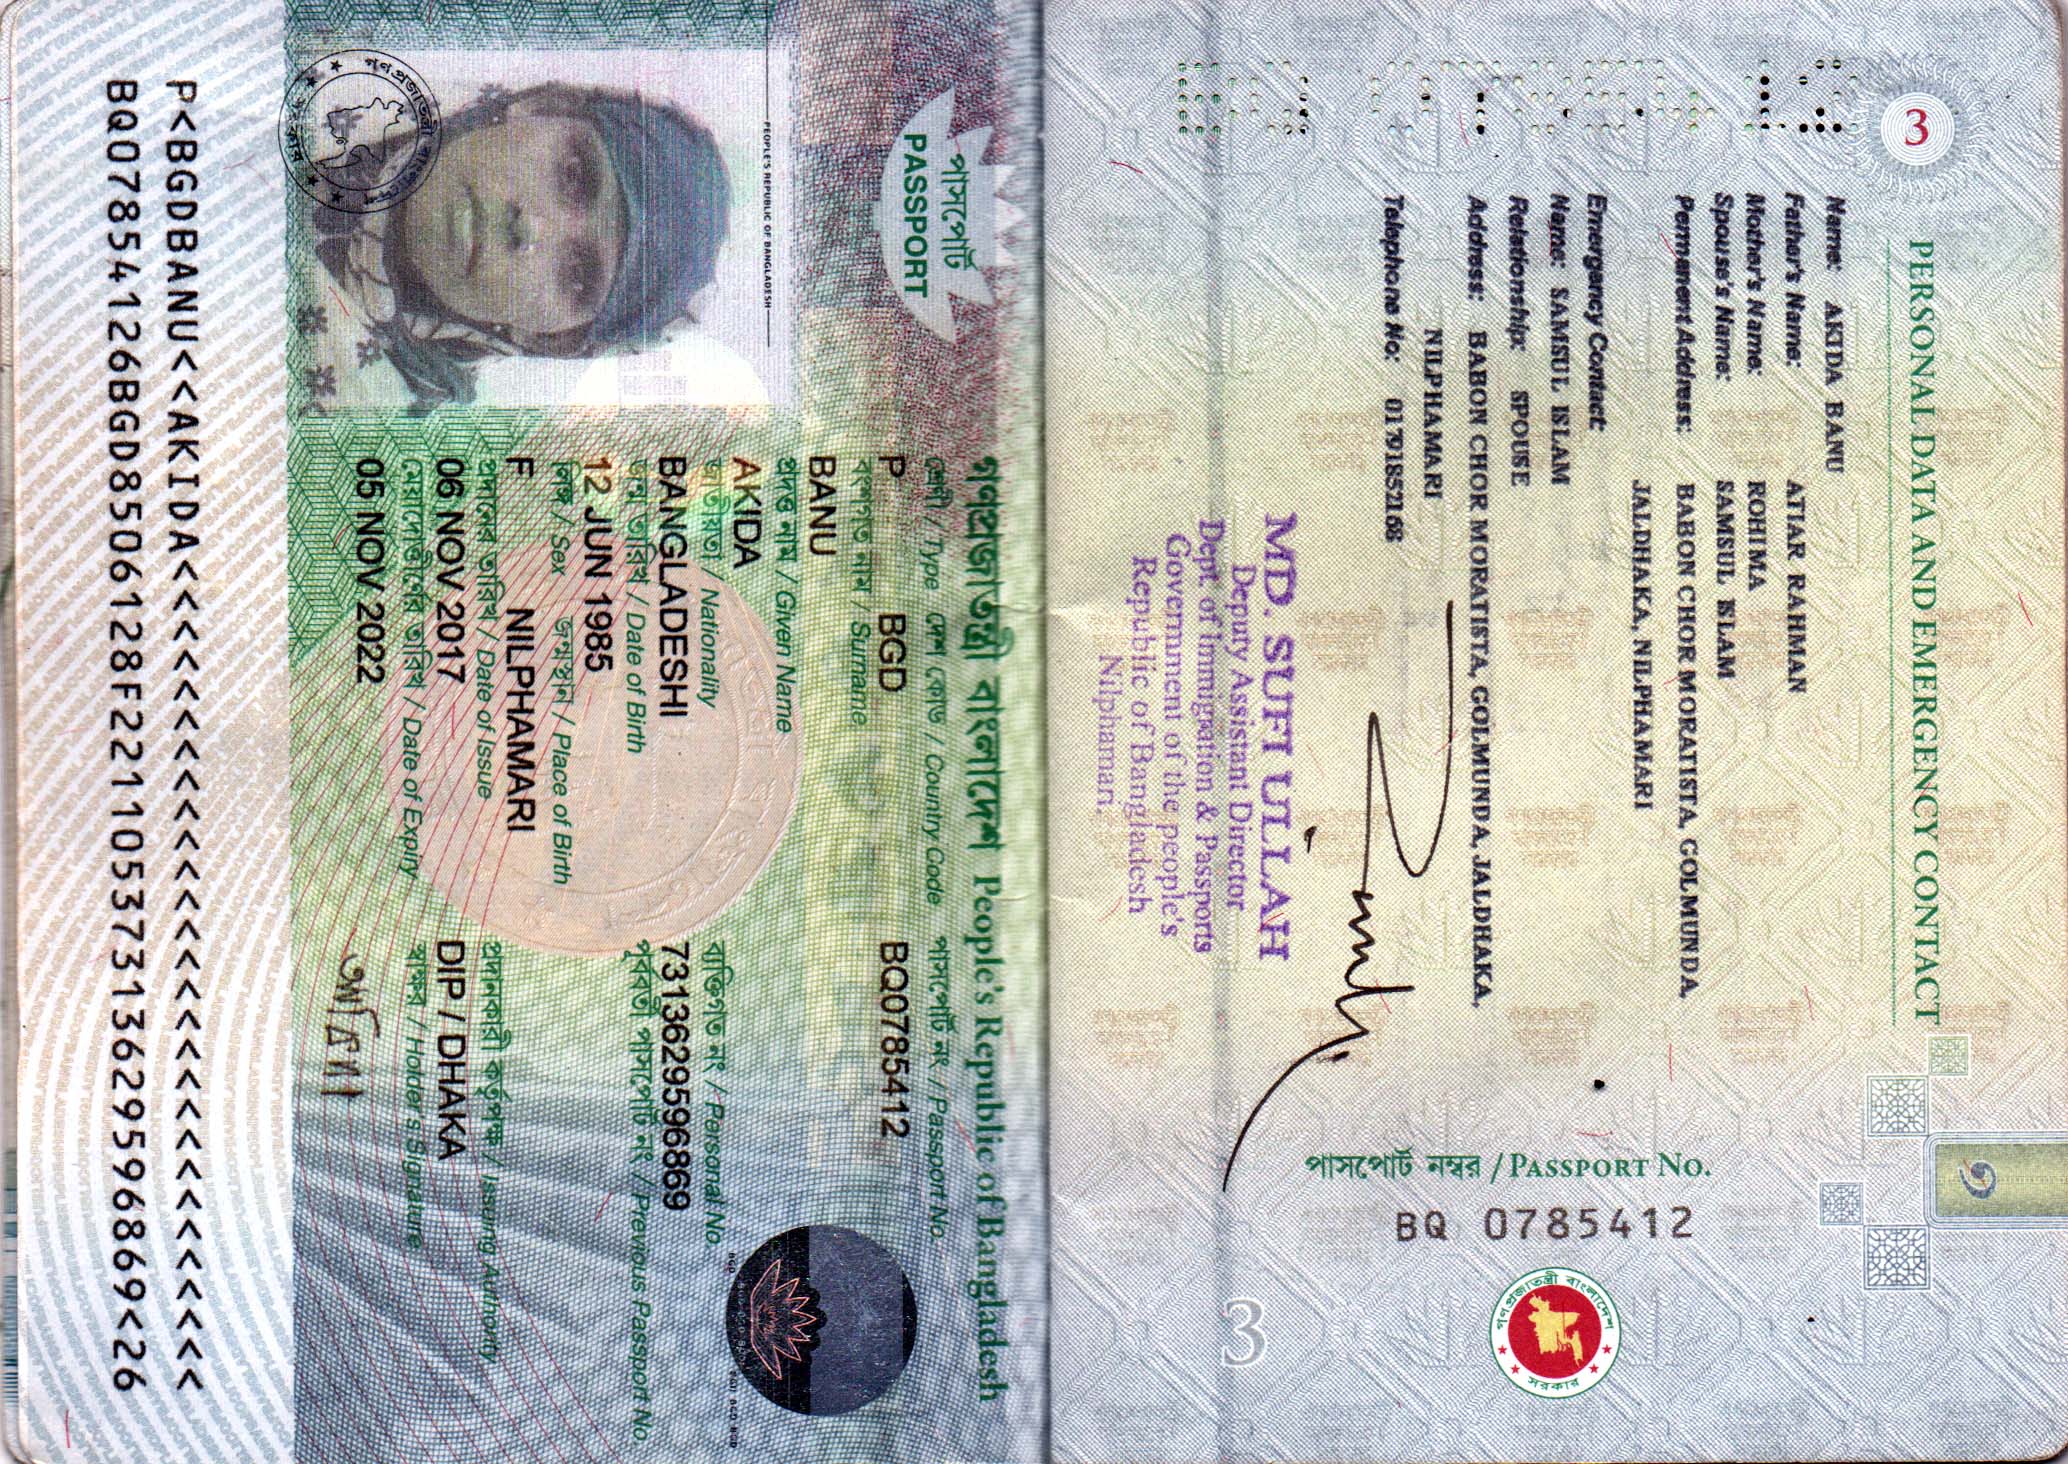 3
PERSONAL DATA AND EMERGENCY CONTACT
Name: AKIDA BANU
Father's Name: ATIAR RAHMAN
Mother's Name: ROHIMA
Spouse's Name: SAMSUL ISLAM
Permanent Address: BABON CHOR MORATISTA, GOLMUNDA,
JALDHAKA, NILPHAMARI
Emergency Contact:
Name: SAMSUL ISLAM
Relationship: SPOUSE
Address: BABON CHOR MORATISTA, GOLMUNDA, JALDHAKA,
NILPHAMARI
Telephone No: 01791852168
MD. SUFI ULLAH
Deputy Assistant Director
Dept. of Immigration & Passports
Government of the people's
Republic of Bangladesh
Nilphamari.
পাসপোর্ট নম্বর / PASSPORT No.
BQ 0785412
গণপ্রজাতন্ত্রী বাংলাদেশ
সরকার
3
গণপ্রজাতন্ত্রী বাংলাদেশ People's Republic of Bangladesh
পাসপোর্ট
PASSPORT
শ্রেণী / Type দেশ কোড / Country Code পাসপোর্ট নং / Passport No.
P BGD BQ0785412
বংশগত নাম / Surname
BANU
প্রদত্ত নাম / Given Name
AKIDA
জাতীয়তা / Nationality ব্যক্তিগত নং / Personal No.
BANGLADESHI 7313629596869
জন্ম তারিখ / Date of Birth পূর্ববর্তী পাসপোর্ট নং / Previous Passport No.
12 JUN 1985
লিঙ্গ / Sex জন্মস্থান / Place of Birth
F NILPHAMARI
প্রদানের তারিখ / Date of Issue প্রদানকারী কর্তৃপক্ষ / Issuing Authority
06 NOV 2017 DIP / DHAKA
মেয়াদোত্তীর্ণের তারিখ / Date of Expiry স্বাক্ষর / Holder's Signature
05 NOV 2022
PEOPLE'S REPUBLIC OF BANGLADESH
গণপ্রজাতন্ত্রী বাংলাদেশ
সরকার
P<BGDBANU<<AKIDA<<<<<<<<<<<<<<<<<<<<<<<<<<<<
BQ07854126BGD8506128F22110537313629596869<26